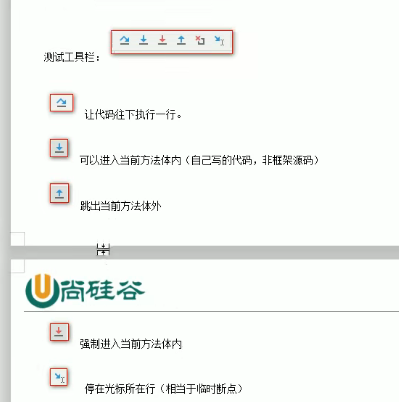 测试工具栏：
让代码往下执行一行。
可以进入当前方法体内（自己写的代码，非框架源码）
跳出当前方法体外
尚硅谷
强制进入当前方法体内
停在光标所在行（相当于临时断点）